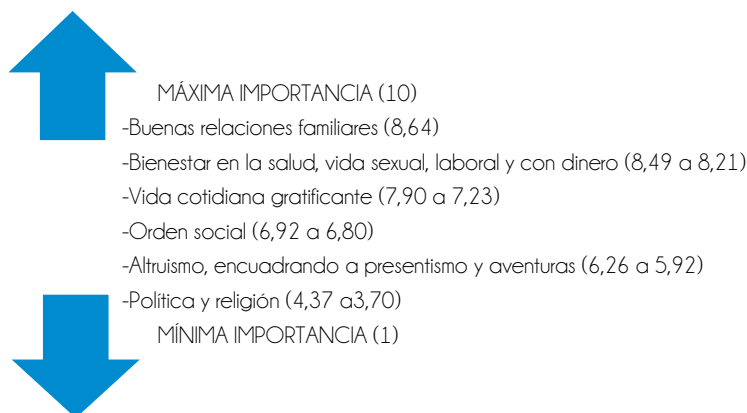 MÁXIMA IMPORTANCIA (10)
-Buenas relaciones familiares (8,64)
-Bienestar en la salud, vida sexual, laboral y con dinero (8,49 a 8,21)
-Vida cotidiana gratificante (7,90 a 7,23)
-Orden social (6,92 a 6,80)
-Altruismo, encuadrando a presentismo y aventuras (6,26 a 5,92)
-Política y religión (4,37 a3,70)
MÍNIMA IMPORTANCIA (1)